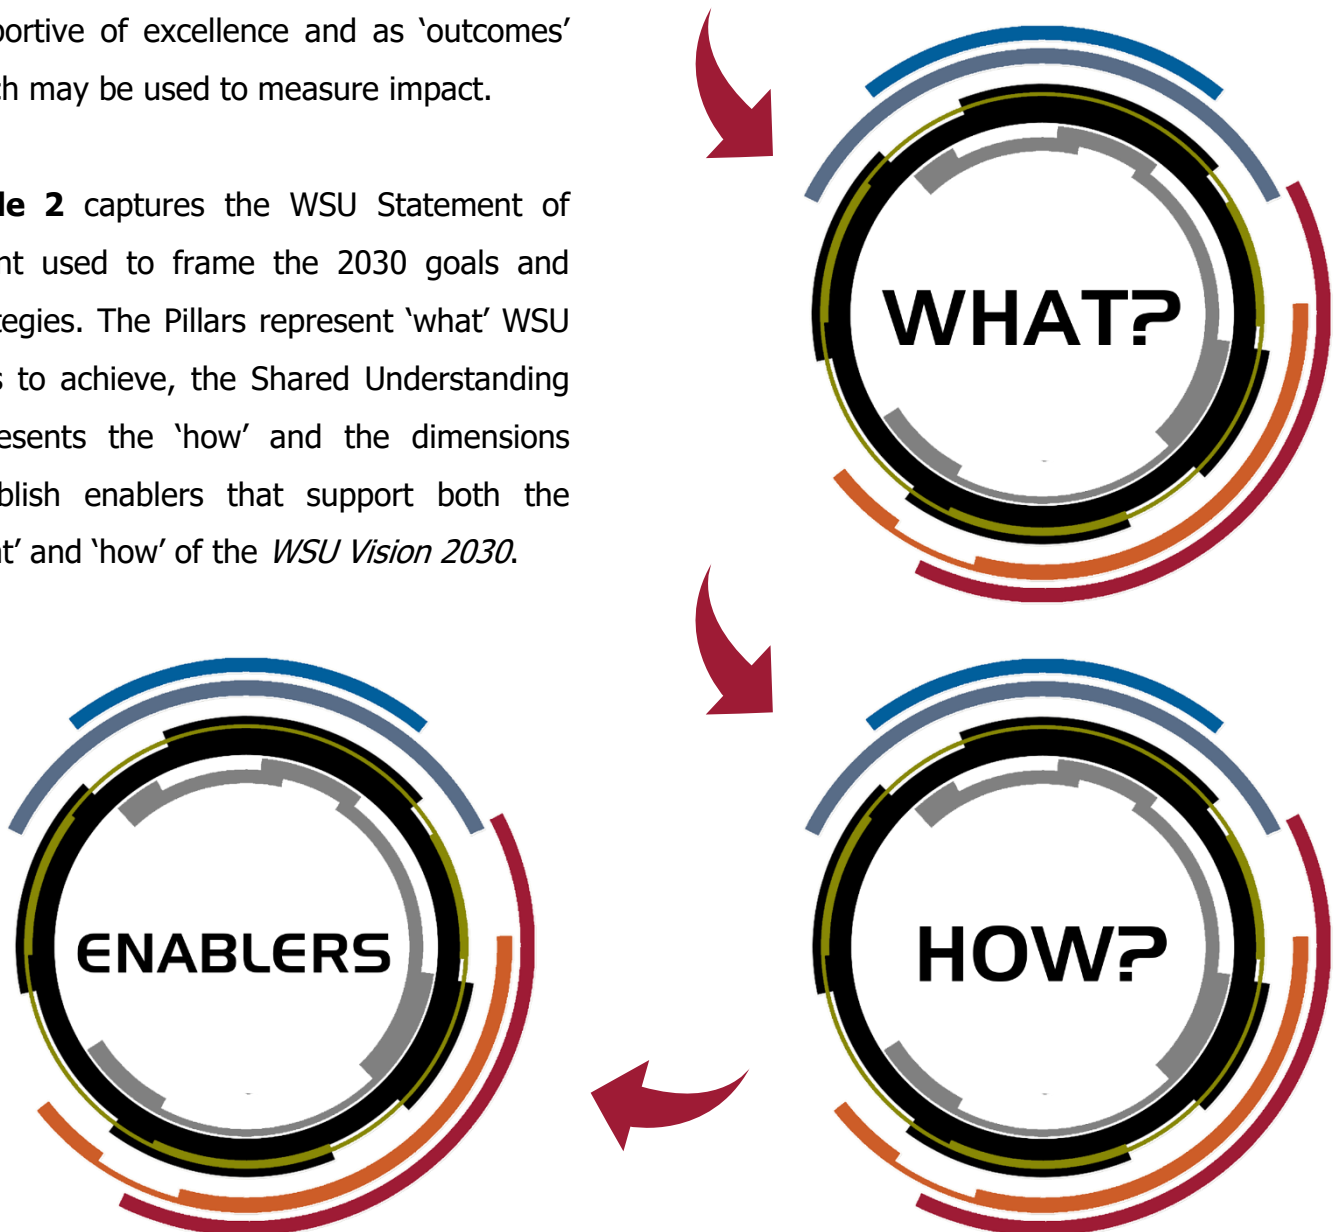 portive of excellence and as ‘outcomes’
ch may be used to measure impact.
le 2 captures the WSU Statement of
nt used to frame the 2030 goals and
tegies. The Pillars represent ‘what’ WSU
s to achieve, the Shared Understanding
esents the ‘how’ and the dimensions
blish enablers that support both the
at’ and ‘how’ of the WSU Vision 2030.
WHAT?
HOW?
ENABLERS